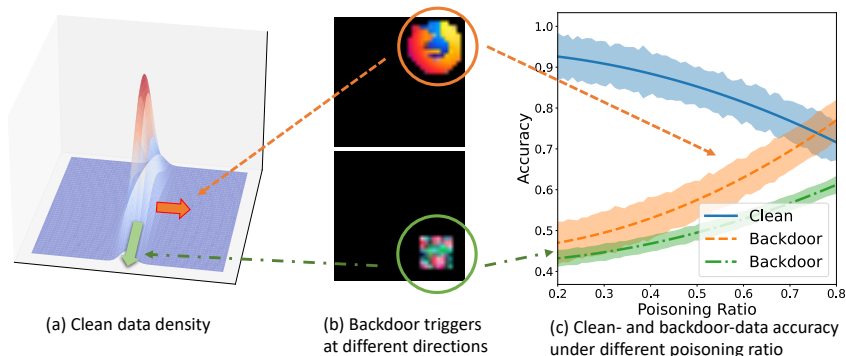 1.0
0.9
0.8
0.7
0.6
0.5
0.4
Accuracy
Clean
Backdoor
Backdoor
0.2 0.3 0.4 0.5 0.6 0.7 0.8
Poisoning Ratio
(a) Clean data density
(b) Backdoor triggers
at different directions
(c) Clean- and backdoor-data accuracy
under different poisoning ratio